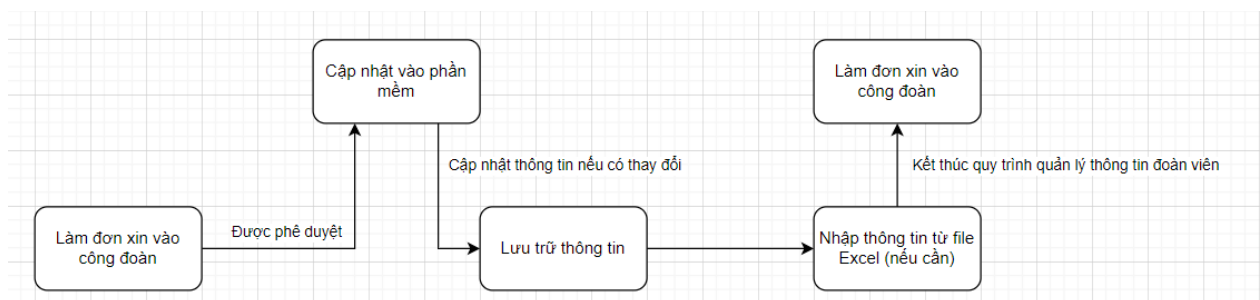 Cập nhật vào phần
mềm
Làm đơn xin vào
công đoàn
Cập nhật thông tin nếu có thay đổi
Kết thúc quy trình quản lý thông tin đoàn viên
Làm đơn xin vào
công đoàn
Được phê duyệt
Lưu trữ thông tin
Nhập thông tin từ file
Excel (nếu cần)